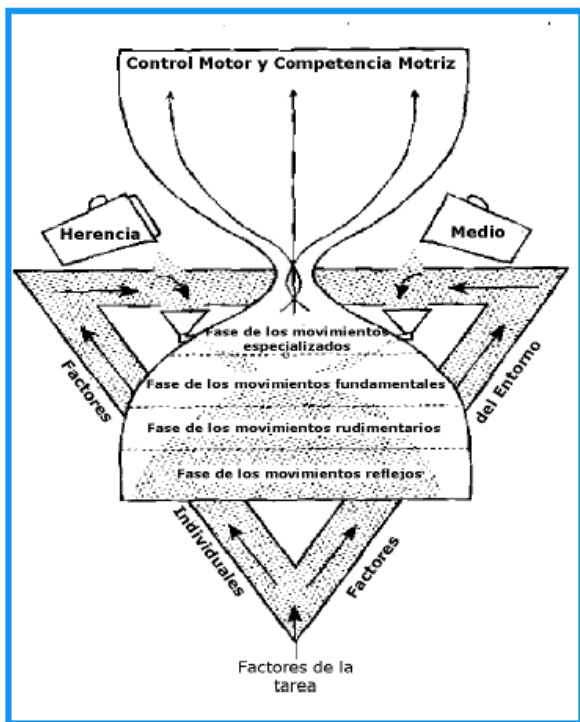 Control Motor y Competencia Motriz
Herencia
Medio
Fase de los movimientos
especializados
Fase de los movimientos fundamentales
Fase de los movimientos rudimentarios
Fase de los movimientos reflejos
Factores
del Entorno
Individuales
Factores
Factores de la
tarea